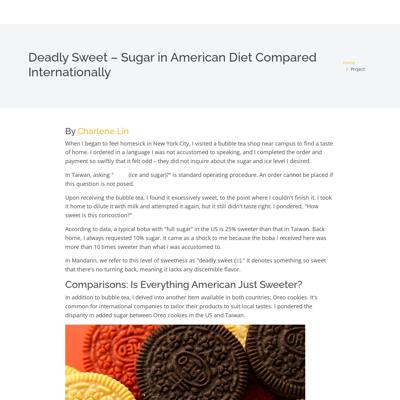 Deadly Sweet – Sugar in American Diet Compared
Internationally
Home
Project
By Charlene Lin
When I began to feel homesick in New York City, I visited a bubble tea shop near campus to find a taste
of home. I ordered in a language I was not accustomed to speaking, and I completed the order and
payment so swiftly that it felt odd – they did not inquire about the sugar and ice level I desired.
In Taiwan, asking " (ice and sugar)?" is standard operating procedure. An order cannot be placed if
this question is not posed.
Upon receiving the bubble tea, I found it excessively sweet, to the point where I couldn't finish it. I took
it home to dilute it with milk and attempted it again, but it still didn't taste right. I pondered, "How
sweet is this concoction?"
According to data, a typical boba with "full sugar" in the US is 25% sweeter than that in Taiwan. Back
home, I always requested 10% sugar. It came as a shock to me because the boba I received here was
more than 10 times sweeter than what I was accustomed to.
In Mandarin, we refer to this level of sweetness as "deadly sweet ( )." It denotes something so sweet
that there's no turning back, meaning it lacks any discernible flavor.
Comparisons: Is Everything American Just Sweeter?
In addition to bubble tea, I delved into another item available in both countries: Oreo cookies. It's
common for international companies to tailor their products to suit local tastes. I pondered the
disparity in added sugar between Oreo cookies in the US and Taiwan.
OREO